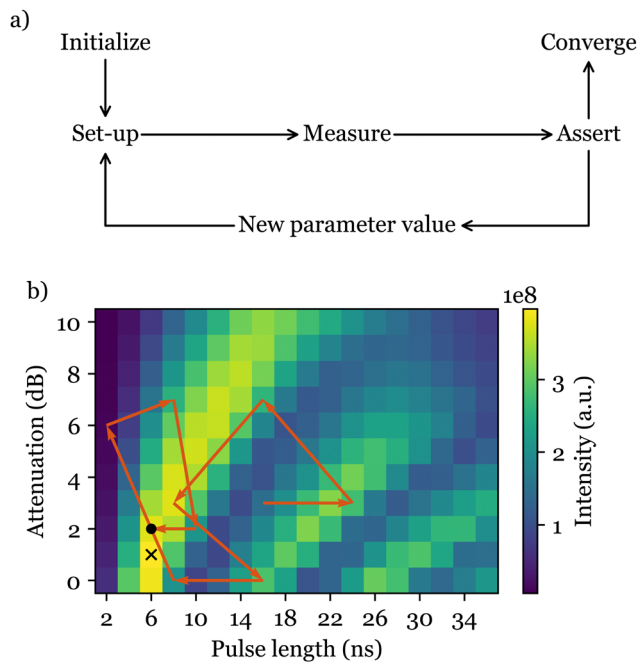 a)
Initialize
Converge
Set-up
Measure
Assert
New parameter value
b)
1e8
10
8
6
4
2
0
Attenuation (dB)
2
6
10
14
18
22
26
30
34
Pulse length (ns)
3
2
1
Intensity (a.u.)